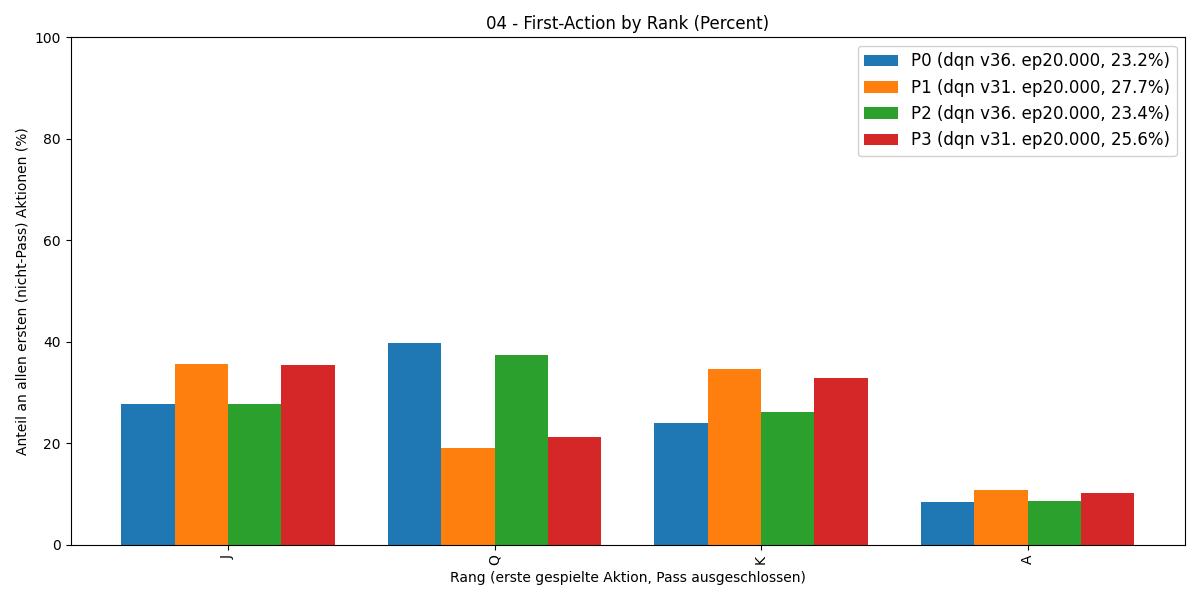 04 - First-Action by Rank (Percent)
P0 (dqn v36. ep20.000, 23.2%)
P1 (dqn v31. ep20.000, 27.7%)
P2 (dqn v36. ep20.000, 23.4%)
P3 (dqn v31. ep20.000, 25.6%)
Anteil an allen ersten (nicht-Pass) Aktionen (%)
100
80
60
40
20
0
J Q K A
Rang (erste gespielte Aktion, Pass ausgeschlossen)